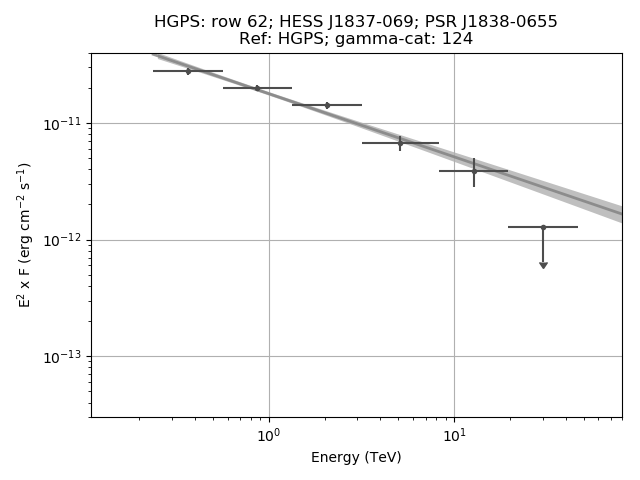 HGPS: row 62; HESS J1837-069; PSR J1838-0655
Ref: HGPS; gamma-cat: 124
10⁻¹¹
10⁻¹²
10⁻¹³
E² x F (erg cm⁻² s⁻¹)
10⁰
10¹
Energy (TeV)